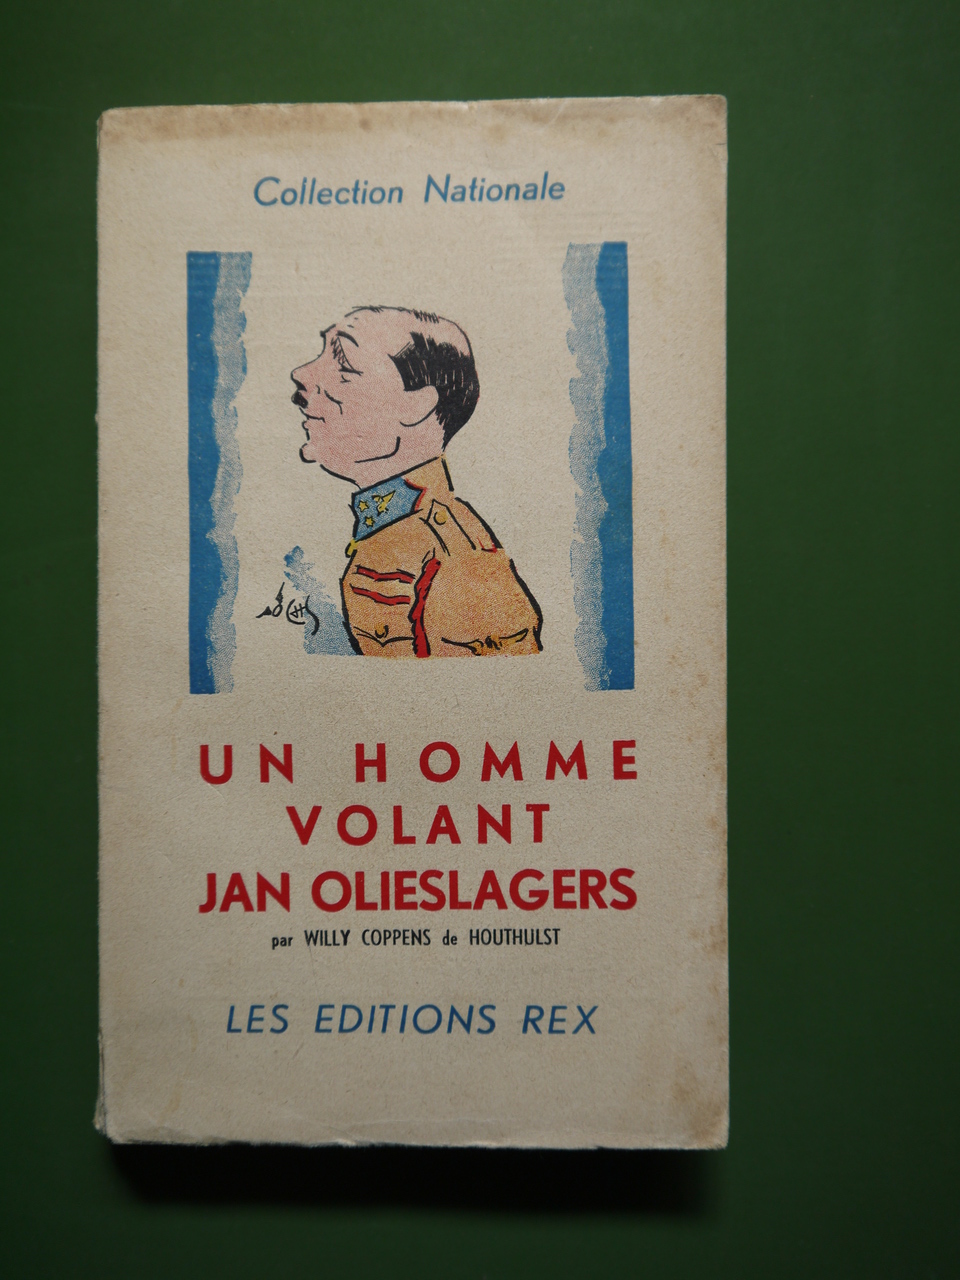 Collection Nationale
UN HOMME
VOLANT
JAN OLIESLAGERS
par WILLY COPPENS de HOUTHULST
LES EDITIONS REX